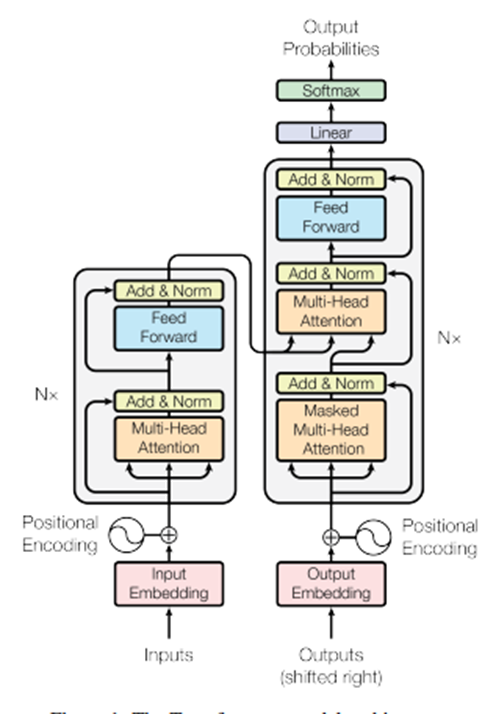 Output
Probabilities
Softmax
Linear
Add & Norm
Feed
Forward
Add & Norm
Multi-Head
Attention
Add & Norm
Masked
Multi-Head
Attention
Nx
Add & Norm
Feed
Forward
Add & Norm
Multi-Head
Attention
Nx
Positional
Encoding
Positional
Encoding
Input
Embedding
Output
Embedding
Inputs
Outputs
(shifted right)